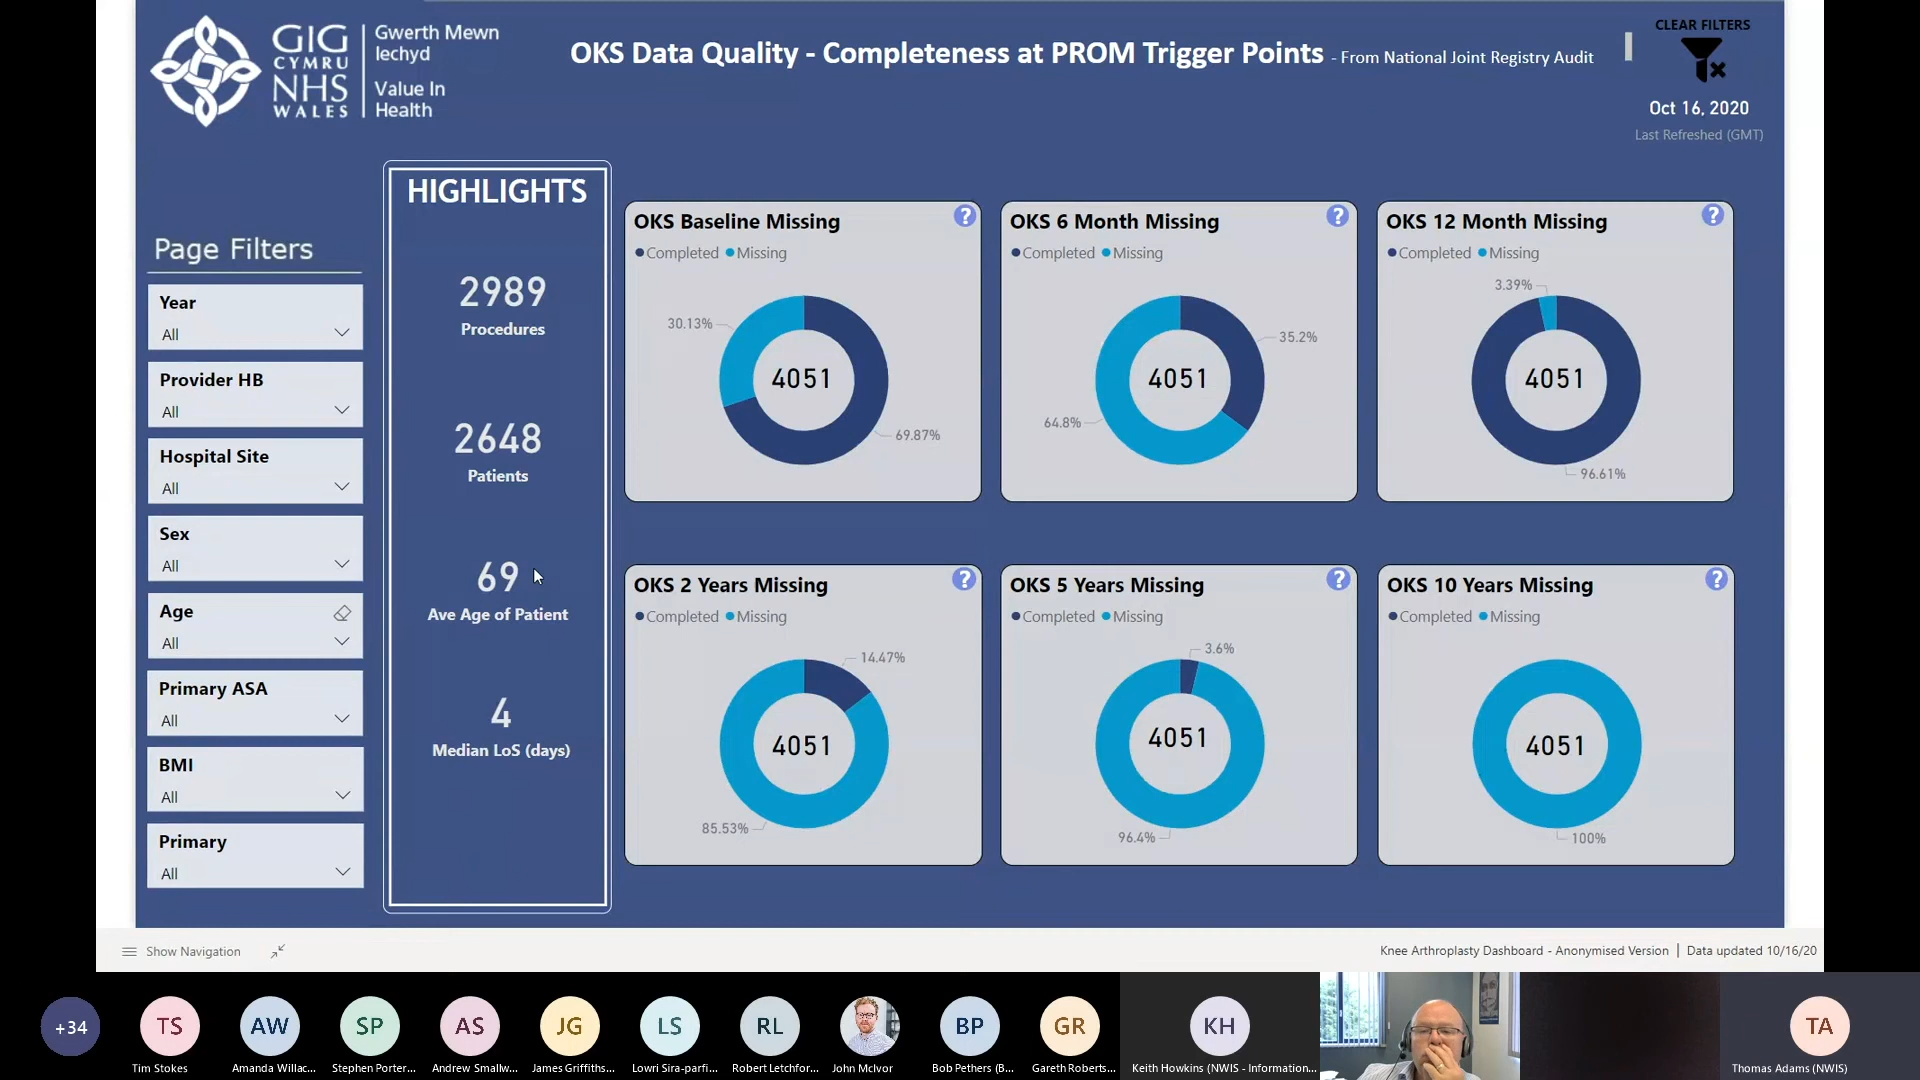 GIG
CYMRU
NHS
WALES
Gwerth Mewn
Iechyd
Value In
Health
OKS Data Quality - Completeness at PROM Trigger Points - From National Joint Registry Audit
CLEAR FILTERS
Oct 16, 2020
Last Refreshed (GMT)
Page Filters
Year
All
Provider HB
All
Hospital Site
All
Sex
All
Age
All
Primary ASA
All
BMI
All
Primary
All
HIGHLIGHTS
2989
Procedures
2648
Patients
69
Ave Age of Patient
4
Median LoS (days)
OKS Baseline Missing
?
Completed Missing
30.13%
4051
69.87%
OKS 6 Month Missing
?
Completed Missing
35.2%
4051
64.8%
OKS 12 Month Missing
?
Completed Missing
3.39%
4051
96.61%
OKS 2 Years Missing
?
Completed Missing
14.47%
4051
85.53%
OKS 5 Years Missing
?
Completed Missing
3.6%
4051
96.4%
OKS 10 Years Missing
?
Completed Missing
4051
100%
Show Navigation
Knee Arthroplasty Dashboard - Anonymised Version | Data updated 10/16/20
+34
TS
AW
SP
AS
JG
LS
RL
BP
GR
KH
TA
Tim Stokes
Amanda Willac...
Stephen Porter...
Andrew Smallw...
James Griffiths...
Lowri Sira-parfi...
Robert Letchfor...
John McIvor
Bob Pethers (B...
Gareth Roberts...
Keith Howkins (NWIS - Information...
Thomas Adams (NWIS)